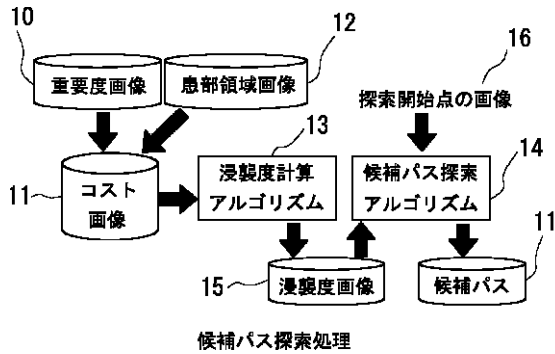 10
重要度画像
患部領域画像
12
16
探索開始点の画像
11
コスト
画像
13
浸襲度計算
アルゴリズム
候補パス探索
アルゴリズム
14
15
浸襲度画像
候補パス
11
候補パス探索処理